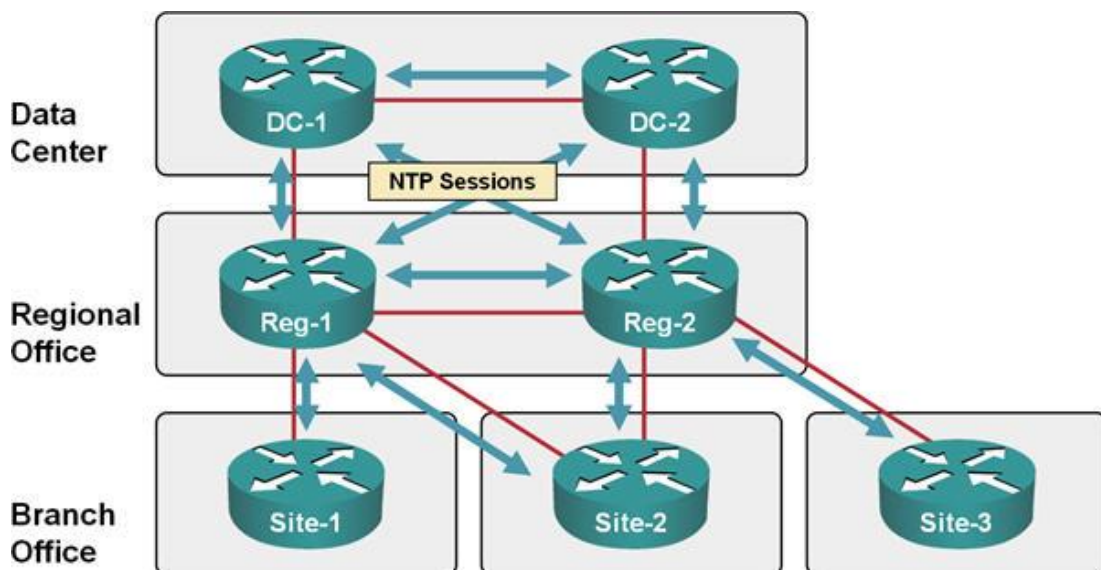 Data
Center
DC-1
DC-2
NTP Sessions
Regional
Office
Reg-1
Reg-2
Branch
Office
Site-1
Site-2
Site-3